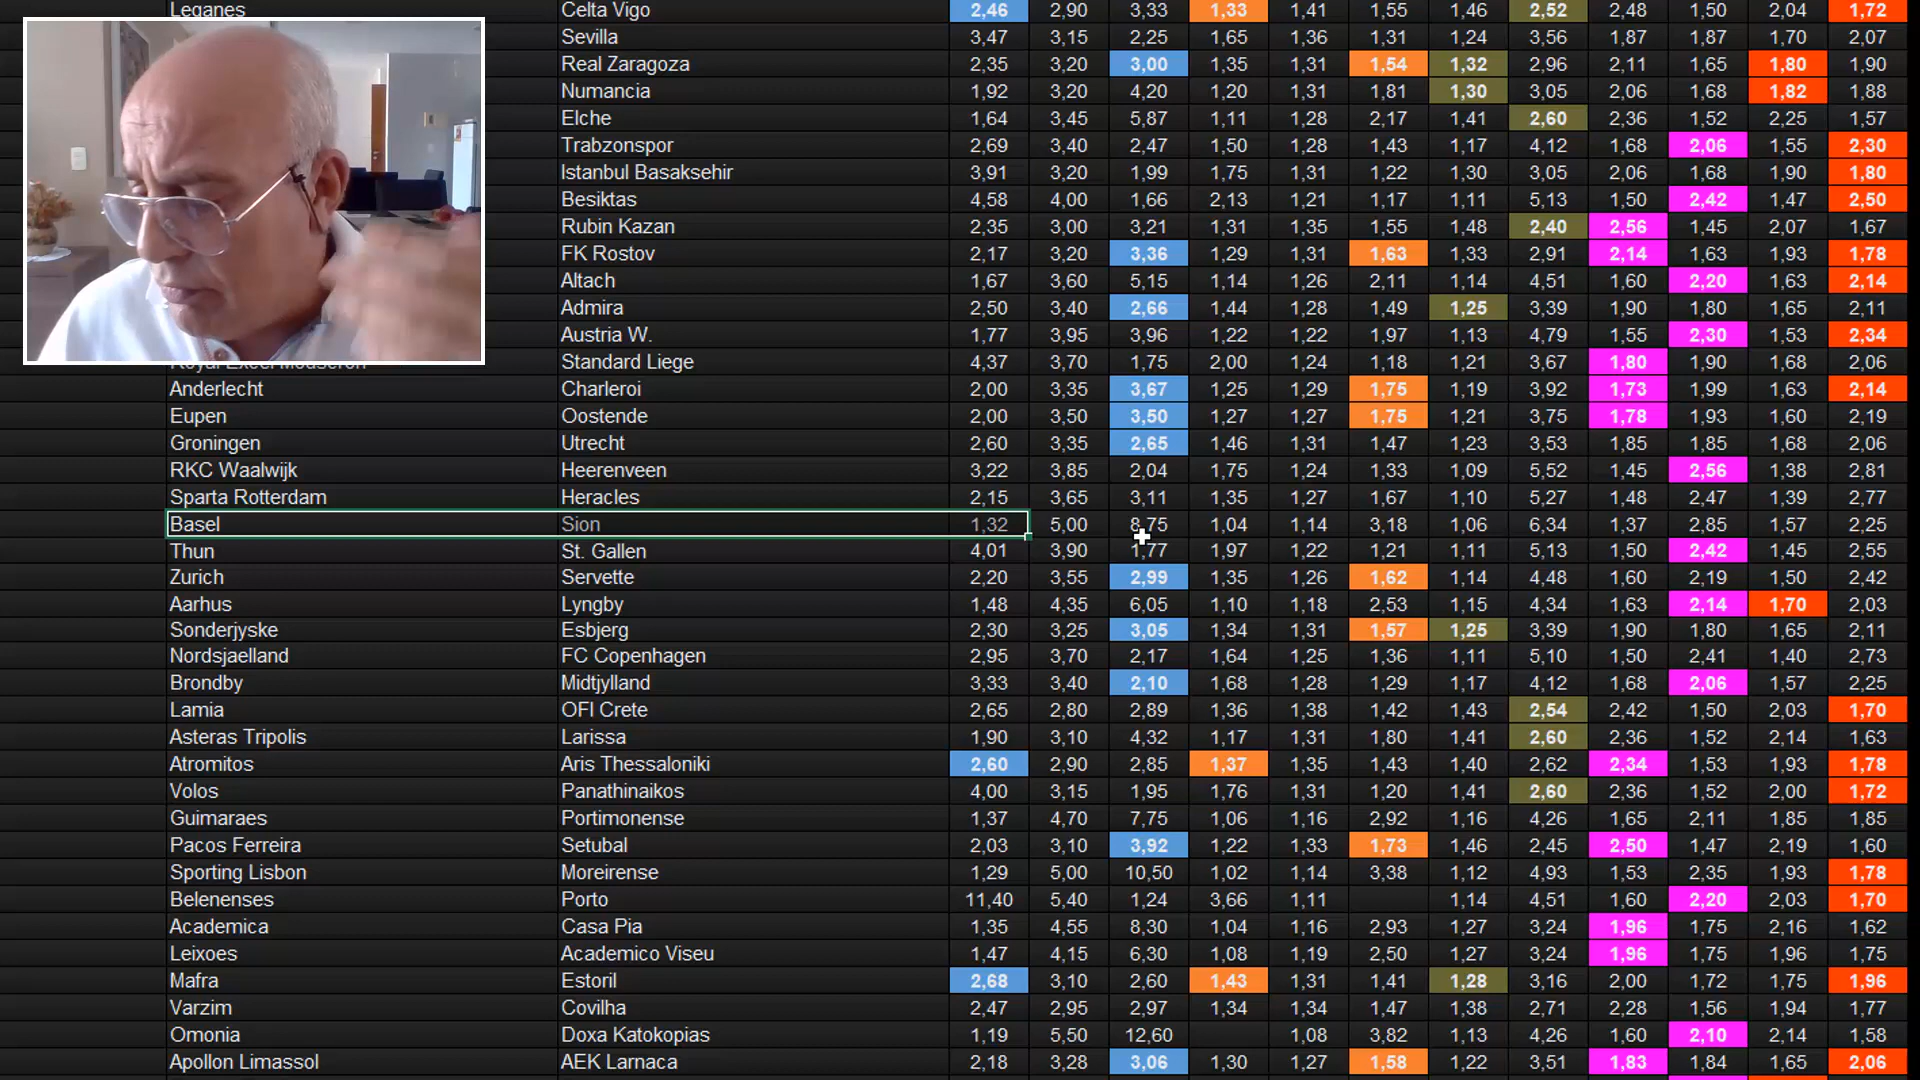 Leganes Celta Vigo 2,46 2,90 3,33 1,33 1,41 1,55 1,46 2,52 2,48 1,50 2,04 1,72
Sevilla 3,47 3,15 2,25 1,65 1,36 1,31 1,24 3,56 1,87 1,87 1,70 2,07
Real Zaragoza 2,35 3,20 3,00 1,35 1,31 1,54 1,32 2,96 2,11 1,65 1,80 1,90
Numancia 1,92 3,20 4,20 1,20 1,31 1,81 1,30 3,05 2,06 1,68 1,82 1,88
Elche 1,64 3,45 5,87 1,11 1,28 2,17 1,41 2,60 2,36 1,52 2,25 1,57
Trabzonspor 2,69 3,40 2,47 1,50 1,28 1,43 1,17 4,12 1,68 2,06 1,55 2,30
Istanbul Basaksehir 3,91 3,20 1,99 1,75 1,31 1,22 1,30 3,05 2,06 1,68 1,90 1,80
Besiktas 4,58 4,00 1,66 2,13 1,21 1,17 1,11 5,13 1,50 2,42 1,47 2,50
Rubin Kazan 2,35 3,00 3,21 1,31 1,35 1,55 1,48 2,40 2,56 1,45 2,07 1,67
FK Rostov 2,17 3,20 3,36 1,29 1,31 1,63 1,33 2,91 2,14 1,63 1,93 1,78
Altach 1,67 3,60 5,15 1,14 1,26 2,11 1,14 4,51 1,60 2,20 1,63 2,14
Admira 2,50 3,40 2,66 1,44 1,28 1,49 1,25 3,39 1,90 1,80 1,65 2,11
Austria W. 1,77 3,95 3,96 1,22 1,22 1,97 1,13 4,79 1,55 2,30 1,53 2,34
Royal Excel Mouscron Standard Liege 4,37 3,70 1,75 2,00 1,24 1,18 1,21 3,67 1,80 1,90 1,68 2,06
Anderlecht Charleroi 2,00 3,35 3,67 1,25 1,29 1,75 1,19 3,92 1,73 1,99 1,63 2,14
Eupen Oostende 2,00 3,50 3,50 1,27 1,27 1,75 1,21 3,75 1,78 1,93 1,60 2,19
Groningen Utrecht 2,60 3,35 2,65 1,46 1,31 1,47 1,23 3,53 1,85 1,85 1,68 2,06
RKC Waalwijk Heerenveen 3,22 3,85 2,04 1,75 1,24 1,33 1,09 5,52 1,45 2,56 1,38 2,81
Sparta Rotterdam Heracles 2,15 3,65 3,11 1,35 1,27 1,67 1,10 5,27 1,48 2,47 1,39 2,77
Basel Sion 1,32 5,00 8,75 1,04 1,14 3,18 1,06 6,34 1,37 2,85 1,57 2,25
Thun St. Gallen 4,01 3,90 1,77 1,97 1,22 1,21 1,11 5,13 1,50 2,42 1,45 2,55
Zurich Servette 2,20 3,55 2,99 1,35 1,26 1,62 1,14 4,48 1,60 2,19 1,50 2,42
Aarhus Lyngby 1,48 4,35 6,05 1,10 1,18 2,53 1,15 4,34 1,63 2,14 1,70 2,03
Sonderjyske Esbjerg 2,30 3,25 3,05 1,34 1,31 1,57 1,25 3,39 1,90 1,80 1,65 2,11
Nordsjaelland FC Copenhagen 2,95 3,70 2,17 1,64 1,25 1,36 1,11 5,10 1,50 2,41 1,40 2,73
Brondby Midtjylland 3,33 3,40 2,10 1,68 1,28 1,29 1,17 4,12 1,68 2,06 1,57 2,25
Lamia OFI Crete 2,65 2,80 2,89 1,36 1,38 1,42 1,43 2,54 2,42 1,50 2,03 1,70
Asteras Tripolis Larissa 1,90 3,10 4,32 1,17 1,31 1,80 1,41 2,60 2,36 1,52 2,14 1,63
Atromitos Aris Thessaloniki 2,60 2,90 2,85 1,37 1,35 1,43 1,40 2,62 2,34 1,53 1,93 1,78
Volos Panathinaikos 4,00 3,15 1,95 1,76 1,31 1,20 1,41 2,60 2,36 1,52 2,00 1,72
Guimaraes Portimonense 1,37 4,70 7,75 1,06 1,16 2,92 1,16 4,26 1,65 2,11 1,85 1,85
Pacos Ferreira Setubal 2,03 3,10 3,92 1,22 1,33 1,73 1,46 2,45 2,50 1,47 2,19 1,60
Sporting Lisbon Moreirense 1,29 5,00 10,50 1,02 1,14 3,38 1,12 4,93 1,53 2,35 1,93 1,78
Belenenses Porto 11,40 5,40 1,24 3,66 1,11 1,14 4,51 1,60 2,20 2,03 1,70
Academica Casa Pia 1,35 4,55 8,30 1,04 1,16 2,93 1,27 3,24 1,96 1,75 2,16 1,62
Leixoes Academico Viseu 1,47 4,15 6,30 1,08 1,19 2,50 1,27 3,24 1,96 1,75 1,96 1,75
Mafra Estoril 2,68 3,10 2,60 1,43 1,31 1,41 1,28 3,16 2,00 1,72 1,75 1,96
Varzim Covilha 2,47 2,95 2,97 1,34 1,34 1,47 1,38 2,71 2,28 1,56 1,94 1,77
Omonia Doxa Katokopias 1,19 5,50 12,60 1,08 3,82 1,13 4,26 1,60 2,10 2,14 1,58
Apollon Limassol AEK Larnaca 2,18 3,28 3,06 1,30 1,27 1,58 1,22 3,51 1,83 1,84 1,65 2,06